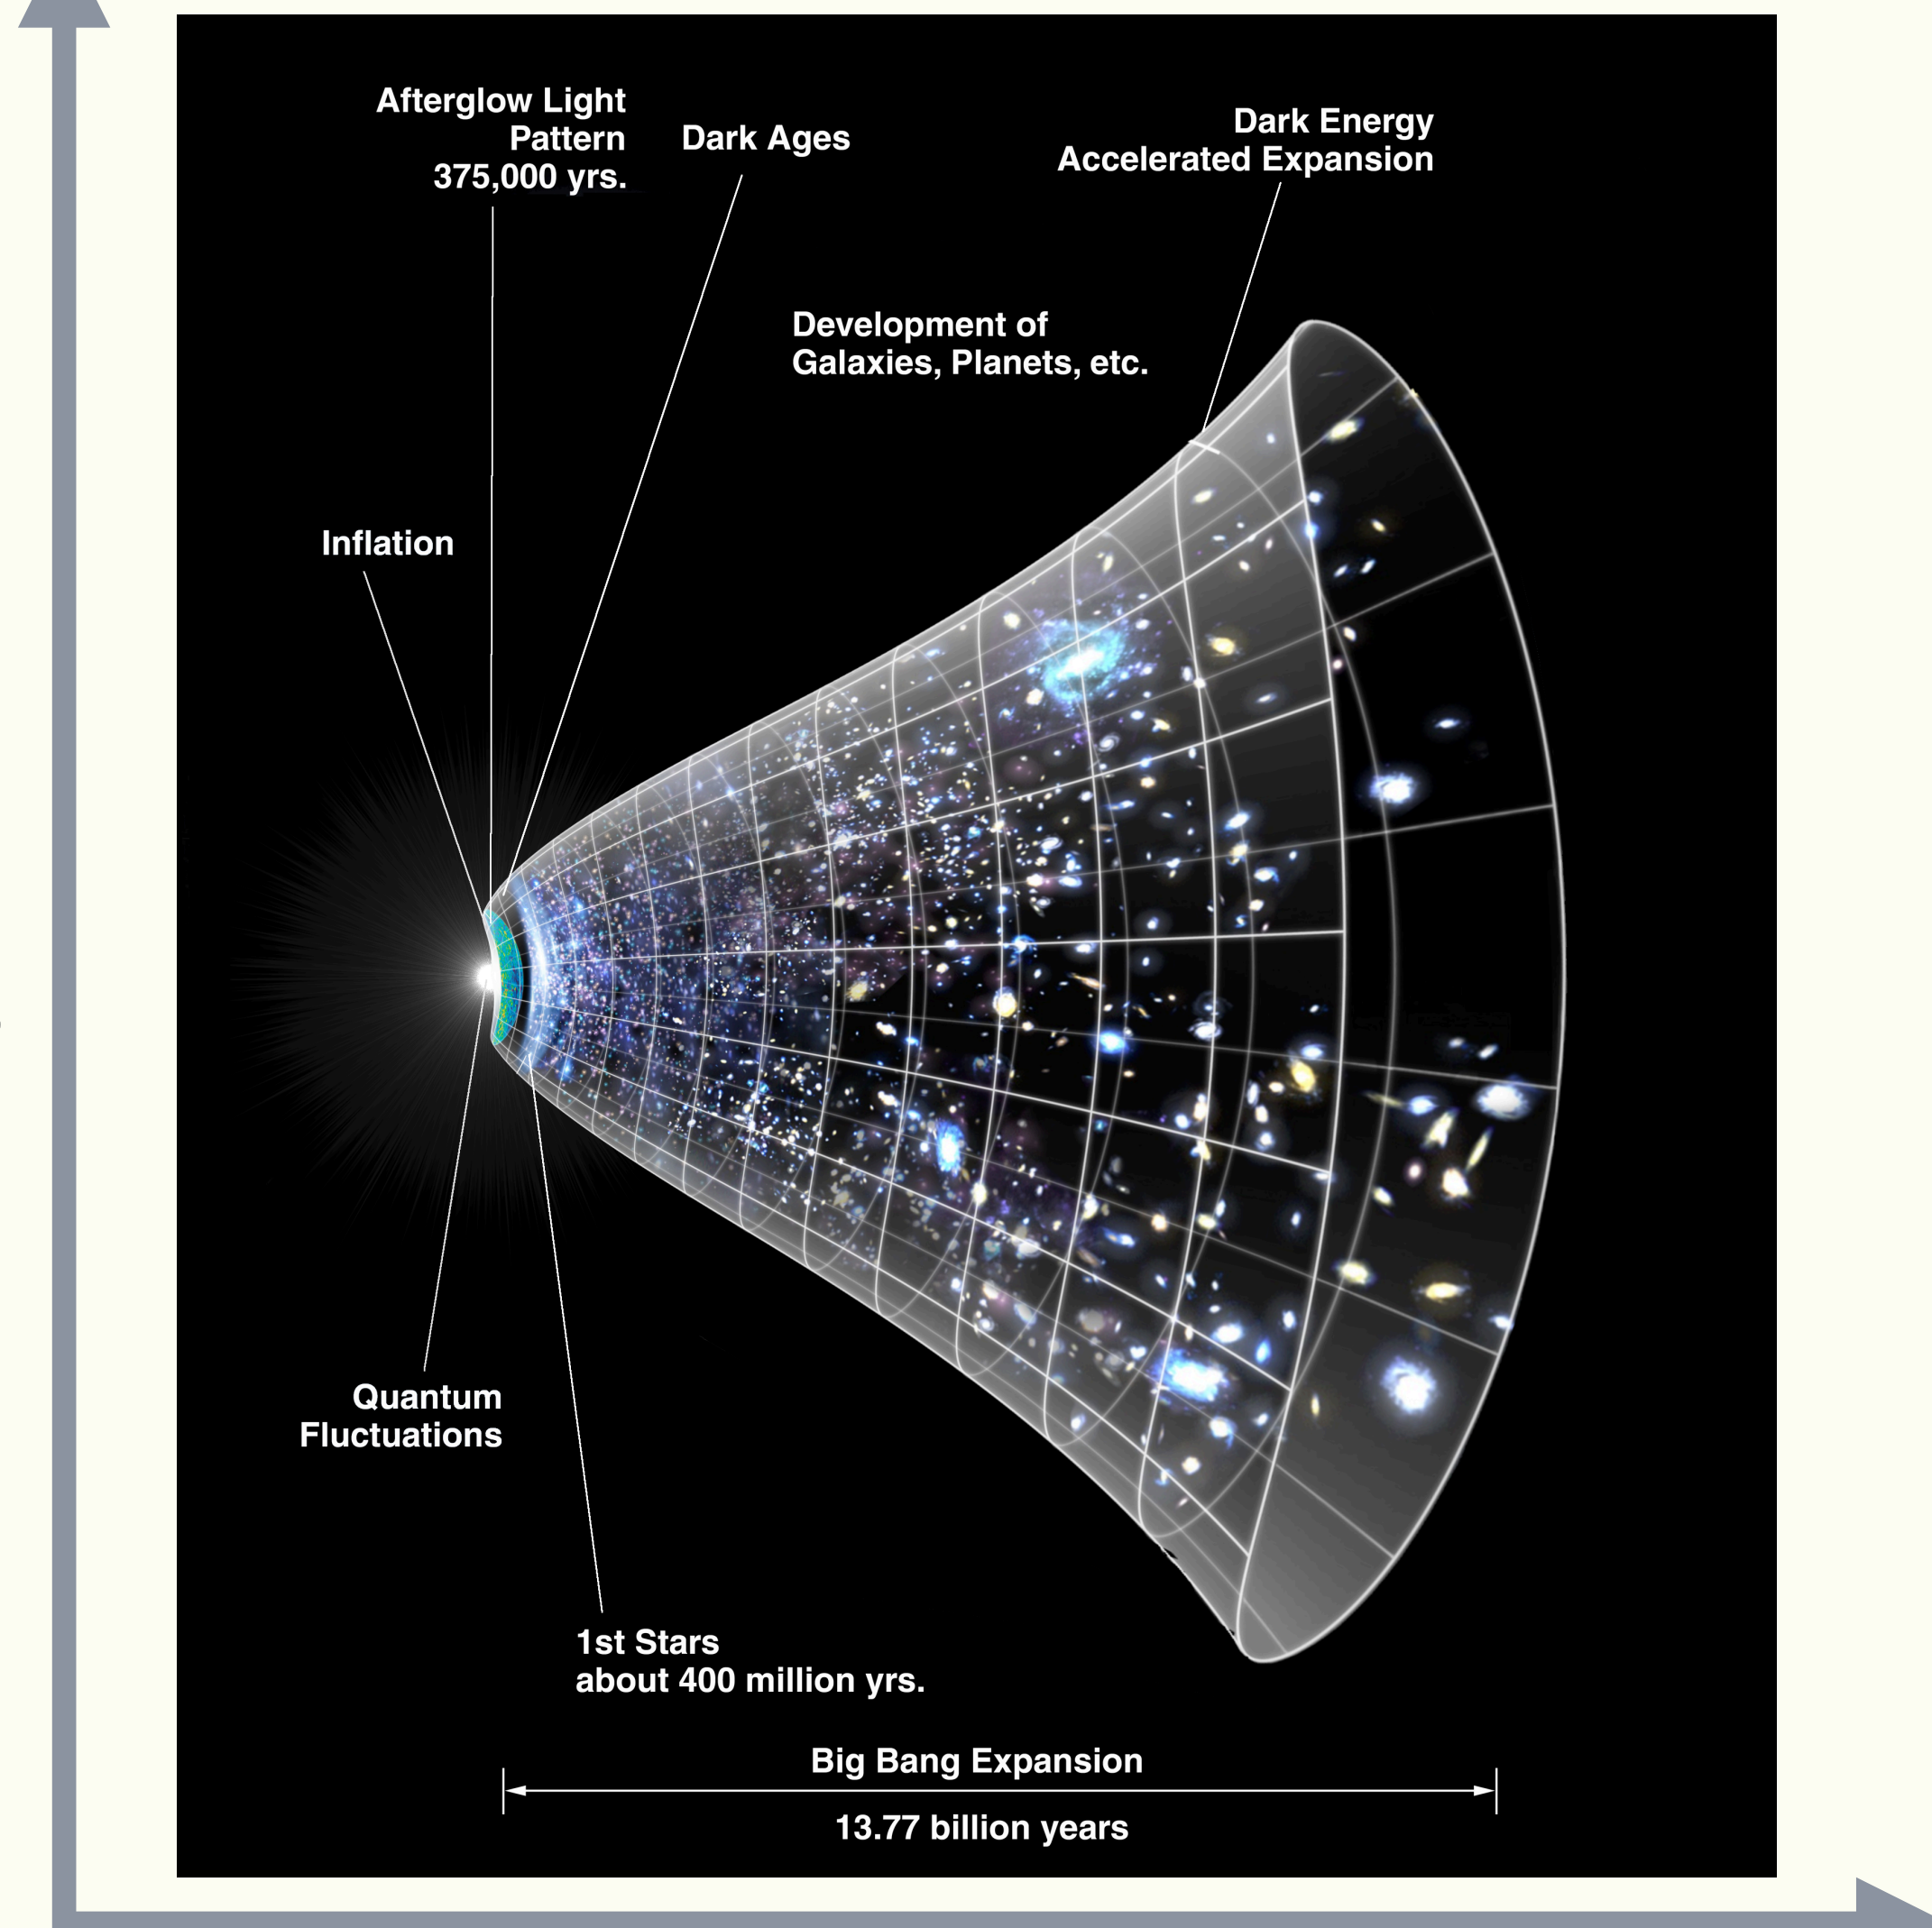 Afterglow Light
Pattern
375,000 yrs.
Dark Ages
Dark Energy
Accelerated Expansion
Development of
Galaxies, Planets, etc.
Inflation
Quantum
Fluctuations
1st Stars
about 400 million yrs.
Big Bang Expansion
13.77 billion years